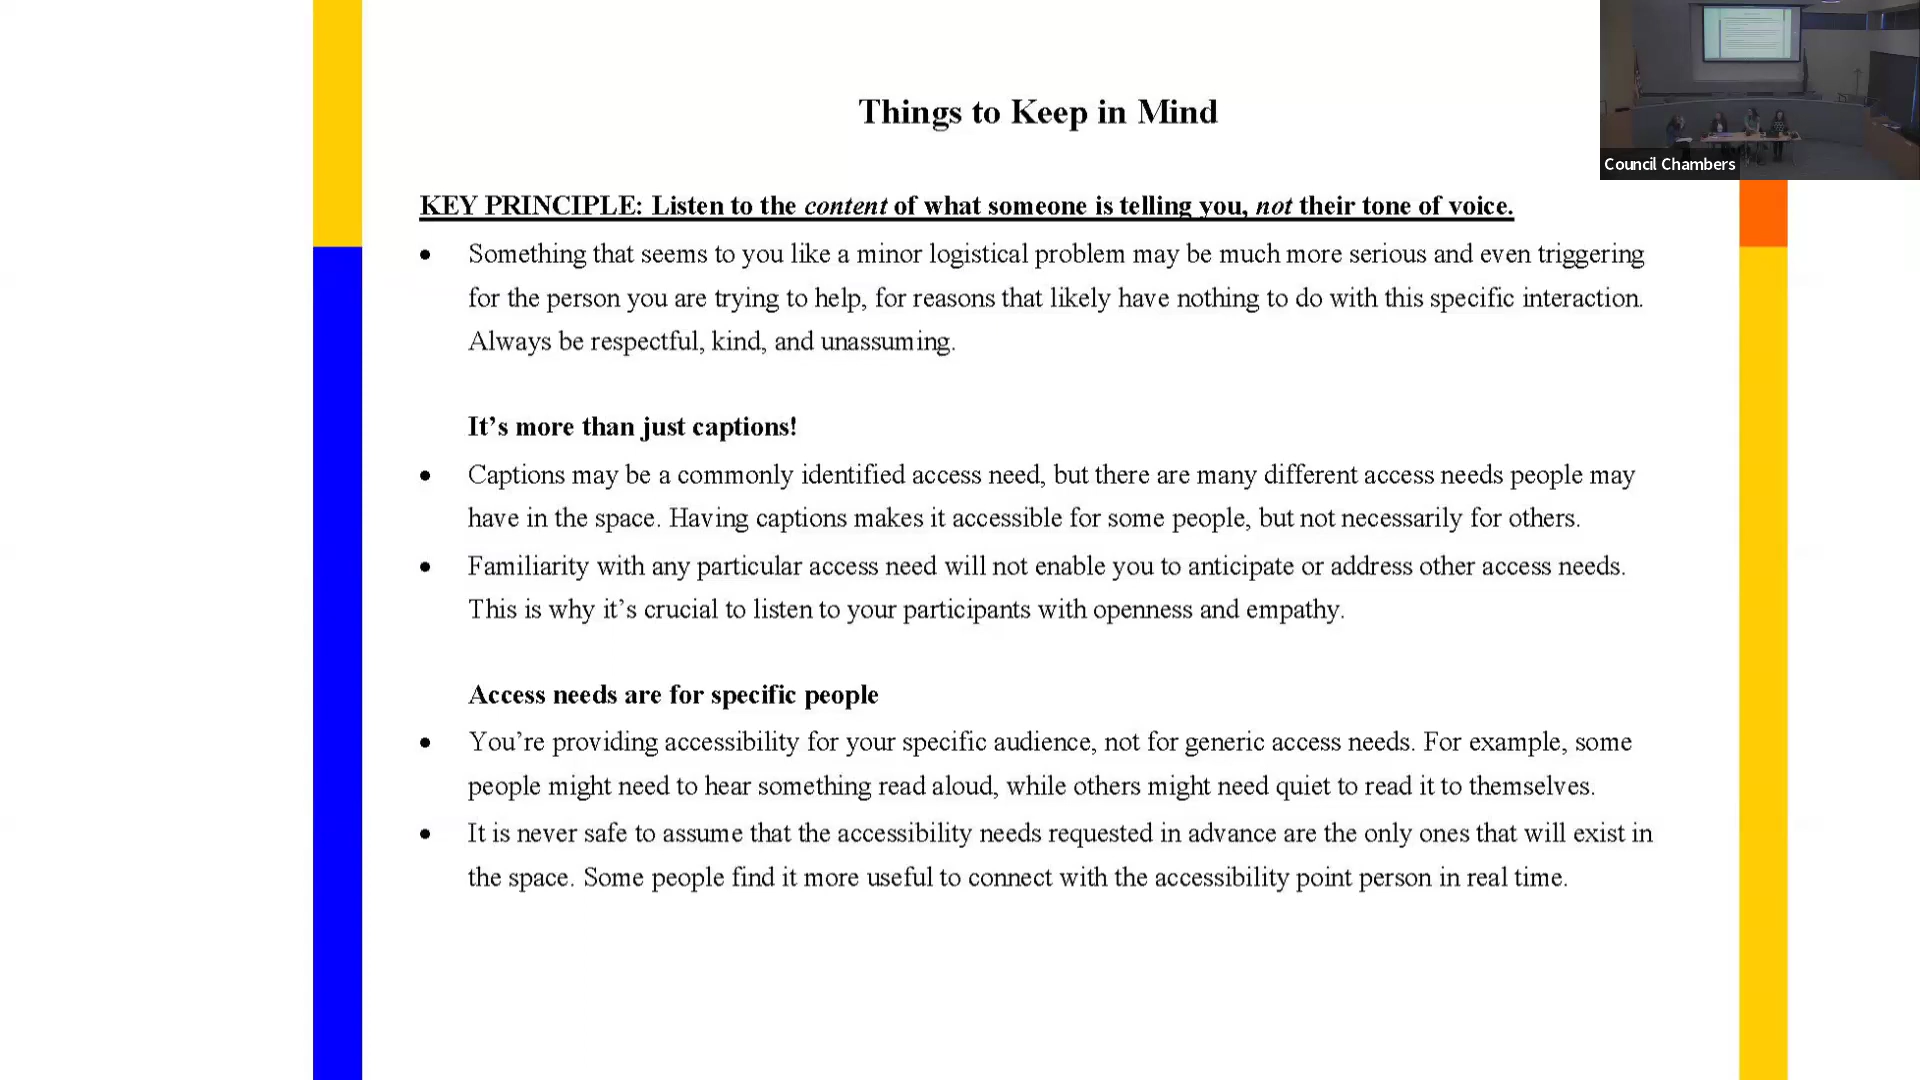 Things to Keep in Mind
Council Chambers
KEY PRINCIPLE: Listen to the content of what someone is telling you, not their tone of voice.
• Something that seems to you like a minor logistical problem may be much more serious and even triggering
for the person you are trying to help, for reasons that likely have nothing to do with this specific interaction.
Always be respectful, kind, and unassuming.
It’s more than just captions!
• Captions may be a commonly identified access need, but there are many different access needs people may
have in the space. Having captions makes it accessible for some people, but not necessarily for others.
• Familiarity with any particular access need will not enable you to anticipate or address other access needs.
This is why it’s crucial to listen to your participants with openness and empathy.
Access needs are for specific people
• You’re providing accessibility for your specific audience, not for generic access needs. For example, some
people might need to hear something read aloud, while others might need quiet to read it to themselves.
• It is never safe to assume that the accessibility needs requested in advance are the only ones that will exist in
the space. Some people find it more useful to connect with the accessibility point person in real time.